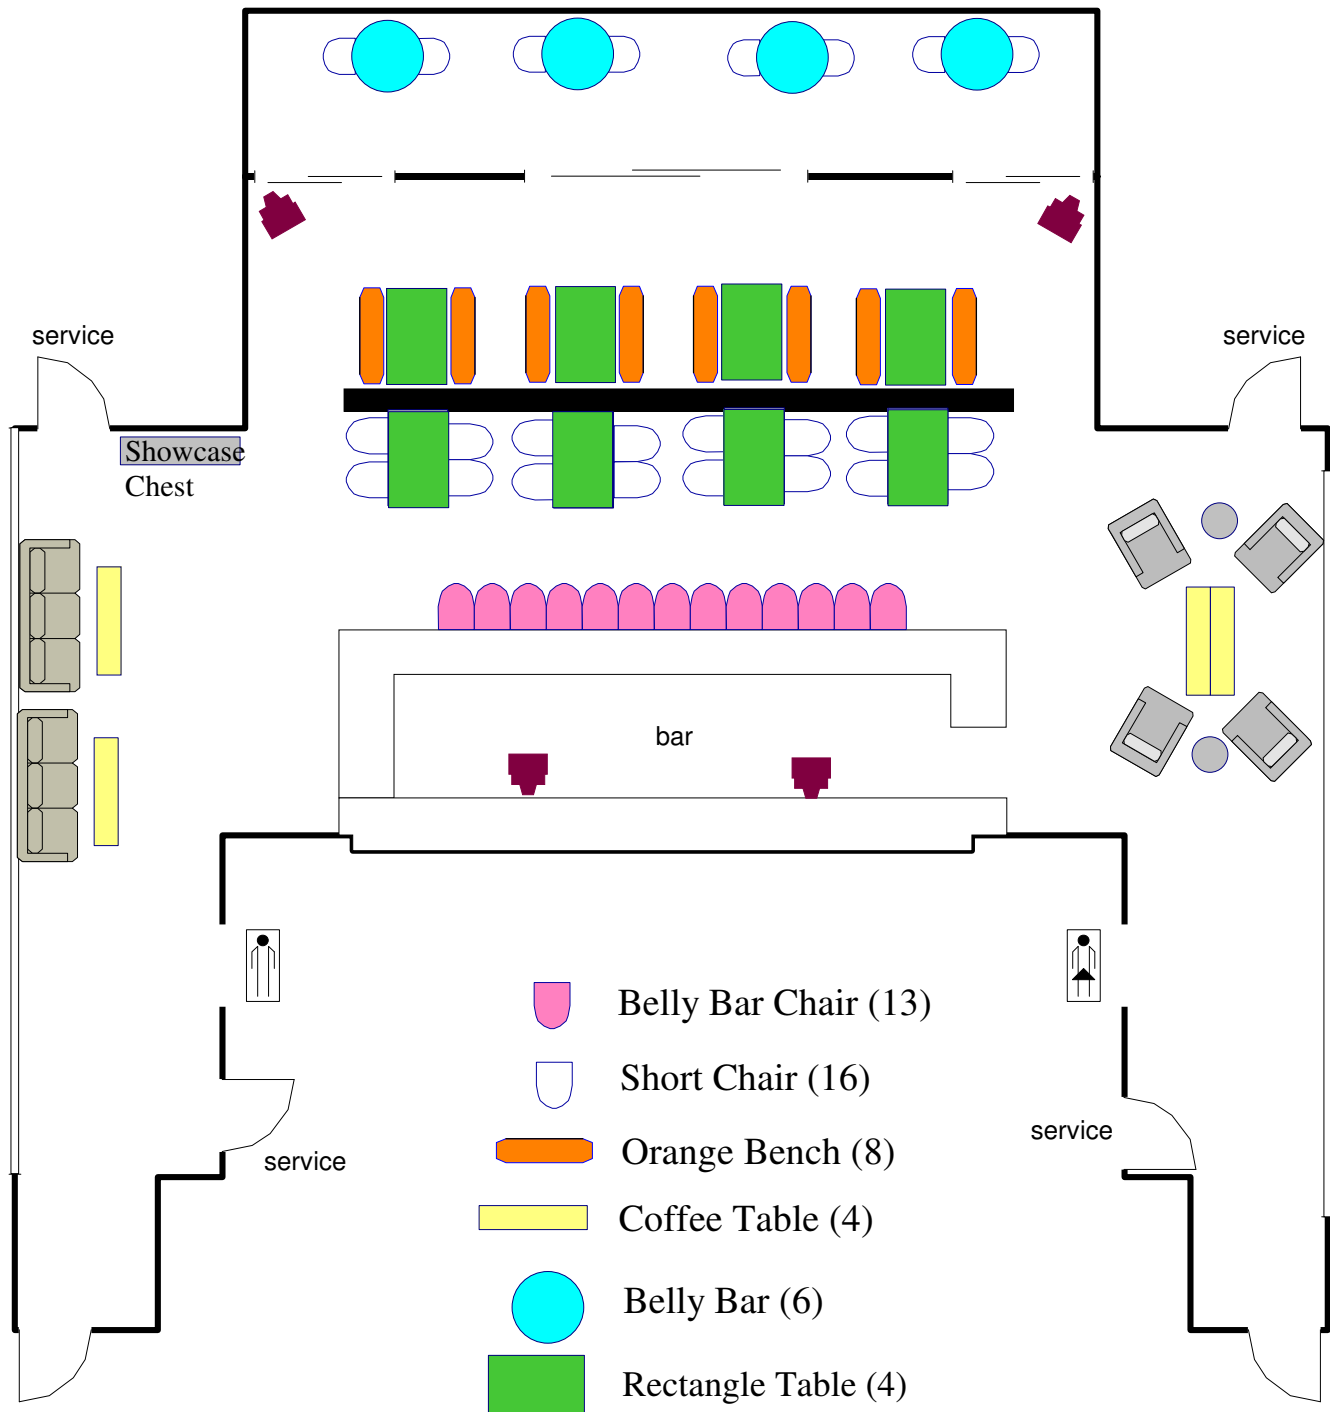 service
service
Showcase
Chest
bar
Belly Bar Chair (13)
Short Chair (16)
service
service
Orange Bench (8)
Coffee Table (4)
Belly Bar (6)
Rectangle Table (4)